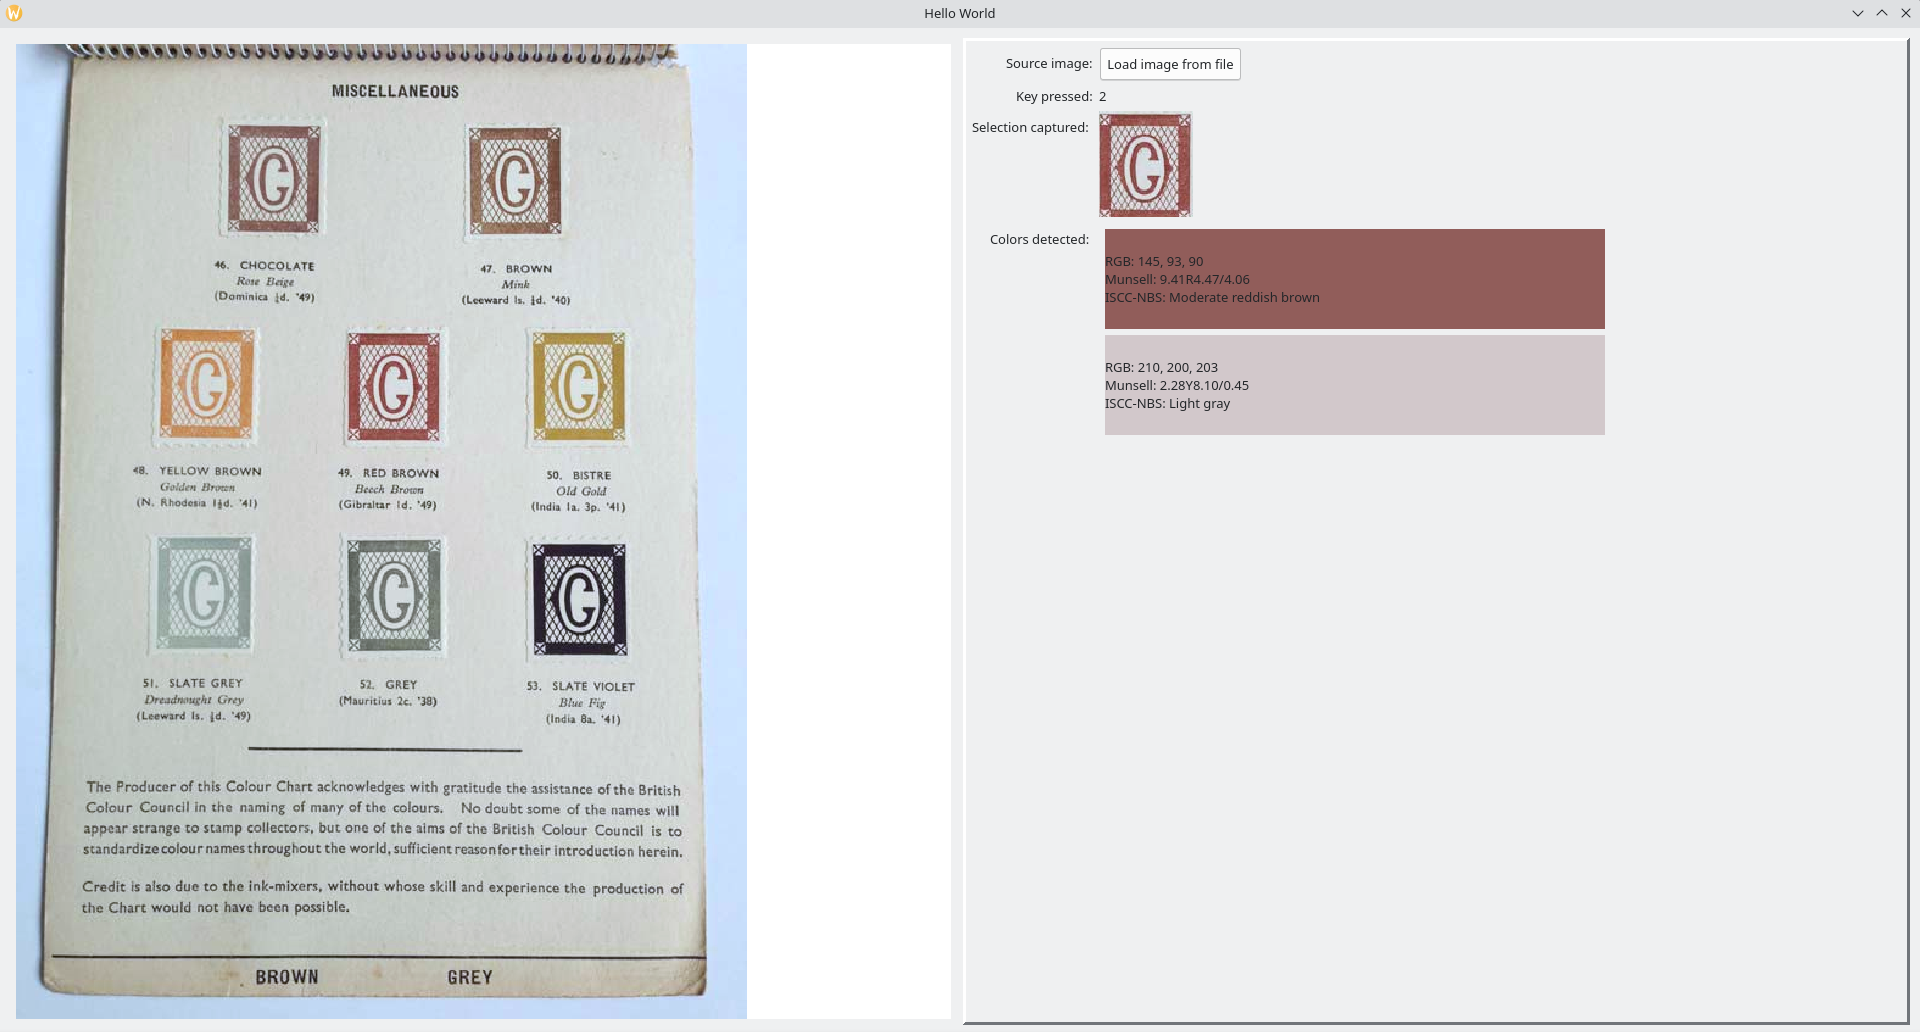 Hello World
MISCELLANEOUS
G
G
46. CHOCOLATE
Rose Beige
(Dominica ½d. '49)
47. BROWN
Mink
(Leeward Is. ½d. '40)
G
G
G
48. YELLOW BROWN
Golden Brown
(N. Rhodesia 1½d. '41)
49. RED BROWN
Beech Brown
(Gibraltar 1d. '49)
50. BISTRE
Old Gold
(India 1a. 3p. '41)
G
G
G
51. SLATE GREY
Dreadnought Grey
(Leeward Is. ½d. '49)
52. GREY
(Mauritius 2c. '38)
53. SLATE VIOLET
Blue Fig
(India 8a. '41)
The Producer of this Colour Chart acknowledges with gratitude the assistance of the British
Colour Council in the naming of many of the colours. No doubt some of the names will
appear strange to stamp collectors, but one of the aims of the British Colour Council is to
standardize colour names throughout the world, sufficient reason for their introduction herein.
Credit is also due to the ink-mixers, without whose skill and experience the production of
the Chart would not have been possible.
BROWN GREY
Source image: Load image from file
Key pressed: 2
Selection captured:
G
Colors detected:
RGB: 145, 93, 90
Munsell: 9.41R4.47/4.06
ISCC-NBS: Moderate reddish brown
RGB: 210, 200, 203
Munsell: 2.28Y8.10/0.45
ISCC-NBS: Light gray